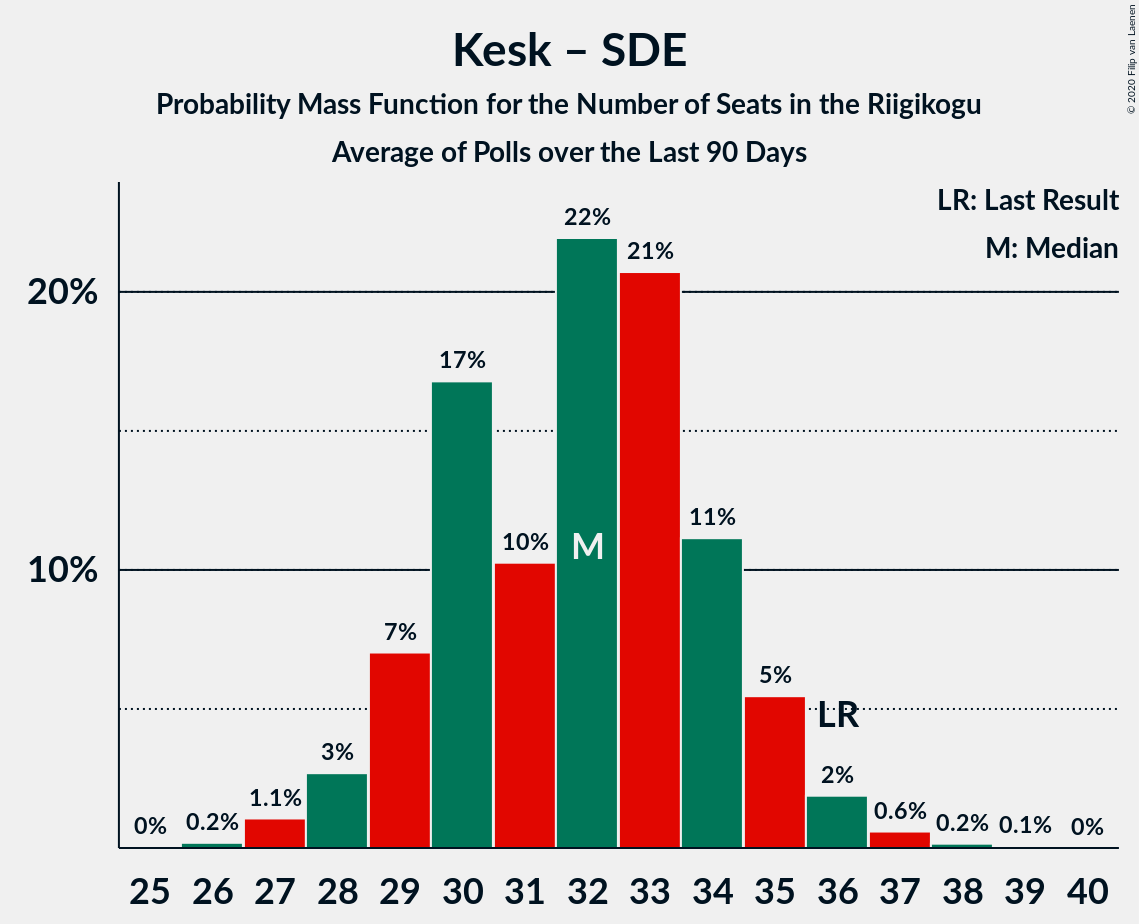 Kesk – SDE
Probability Mass Function for the Number of Seats in the Riigikogu
Average of Polls over the Last 90 Days
© 2020 Filip van Laenen
LR: Last Result
M: Median
22%
21%
20%
17%
11%
10%
M
10%
7%
5%
LR
3%
2%
1.1%
0.6%
0% 0.2% 0.2% 0.1% 0%
25 26 27 28 29 30 31 32 33 34 35 36 37 38 39 40